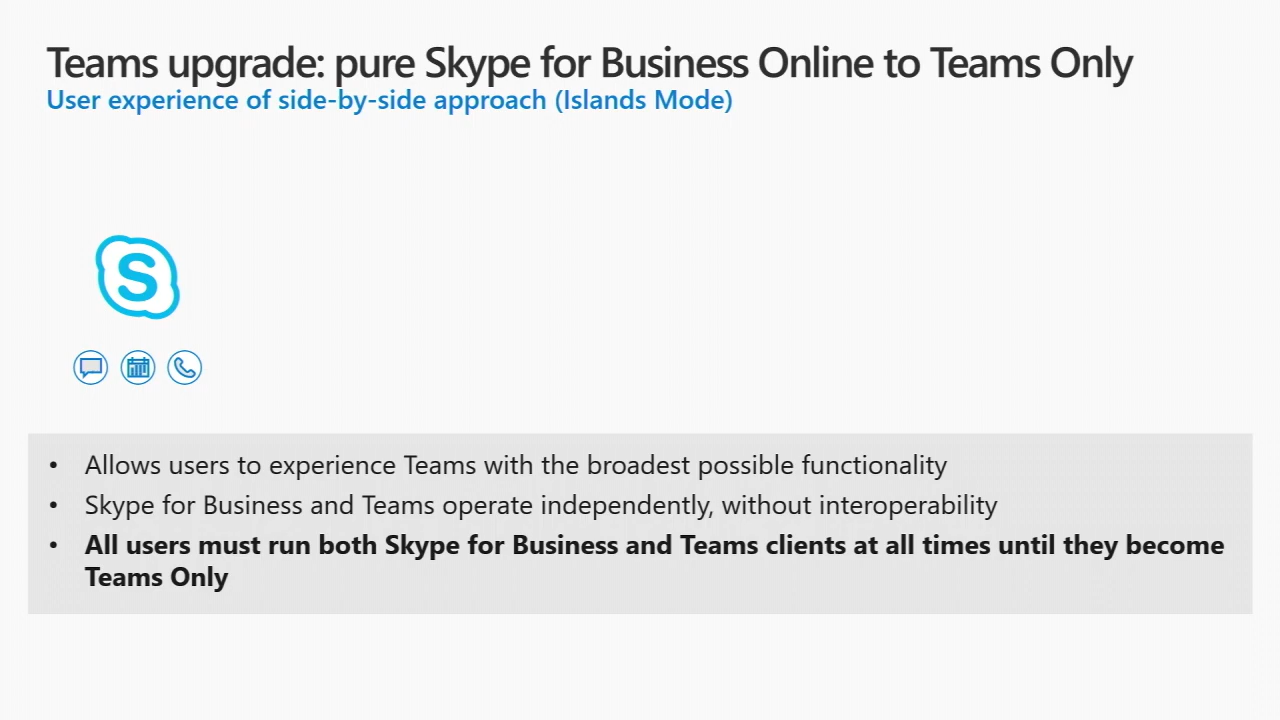 Teams upgrade: pure Skype for Business Online to Teams Only
User experience of side-by-side approach (Islands Mode)
S
• Allows users to experience Teams with the broadest possible functionality
• Skype for Business and Teams operate independently, without interoperability
• All users must run both Skype for Business and Teams clients at all times until they become
Teams Only